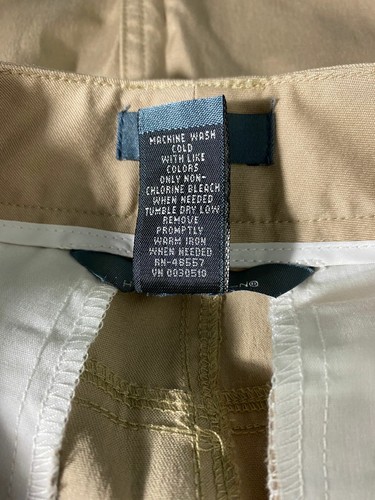 MACHINE WASH
COLD
WITH LIKE
COLORS
ONLY NON-
CHLORINE BLEACH
WHEN NEEDED
TUMBLE DRY LOW
REMOVE
PROMPTLY
WARM IRON
WHEN NEEDED
RN-48557
VN 0030519